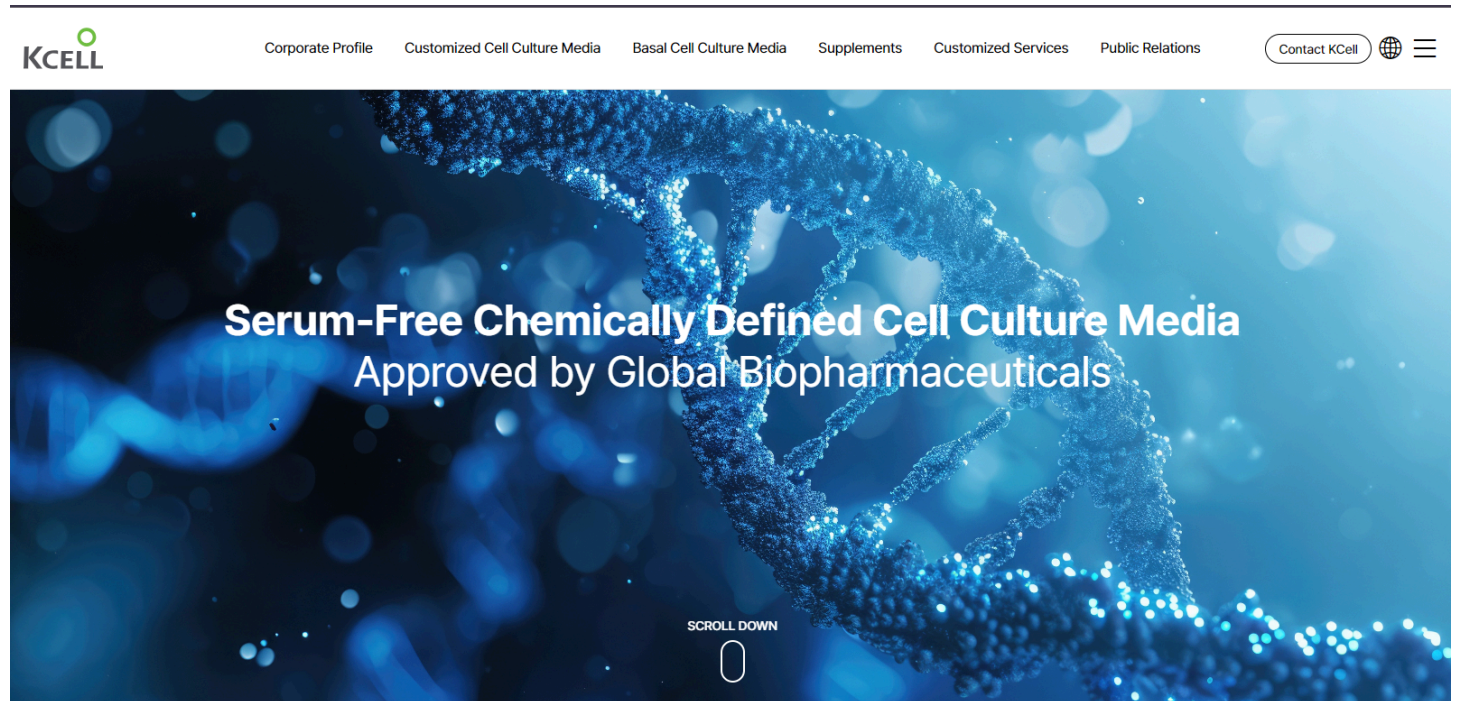 KCELL
Corporate Profile
Customized Cell Culture Media
Basal Cell Culture Media
Supplements
Customized Services
Public Relations
Contact KCell
Serum-Free Chemically Defined Cell Culture Media
Approved by Global Biopharmaceuticals
SCROLL DOWN